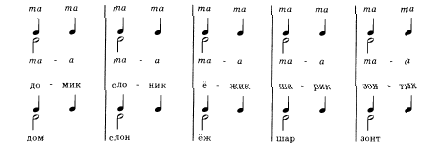 та та та та та та та та та та
та - а та - а та - а та - а та - а
до - мик сло - ник ё - жик ша - рик зон - тик
дом слон ёж шар зонт